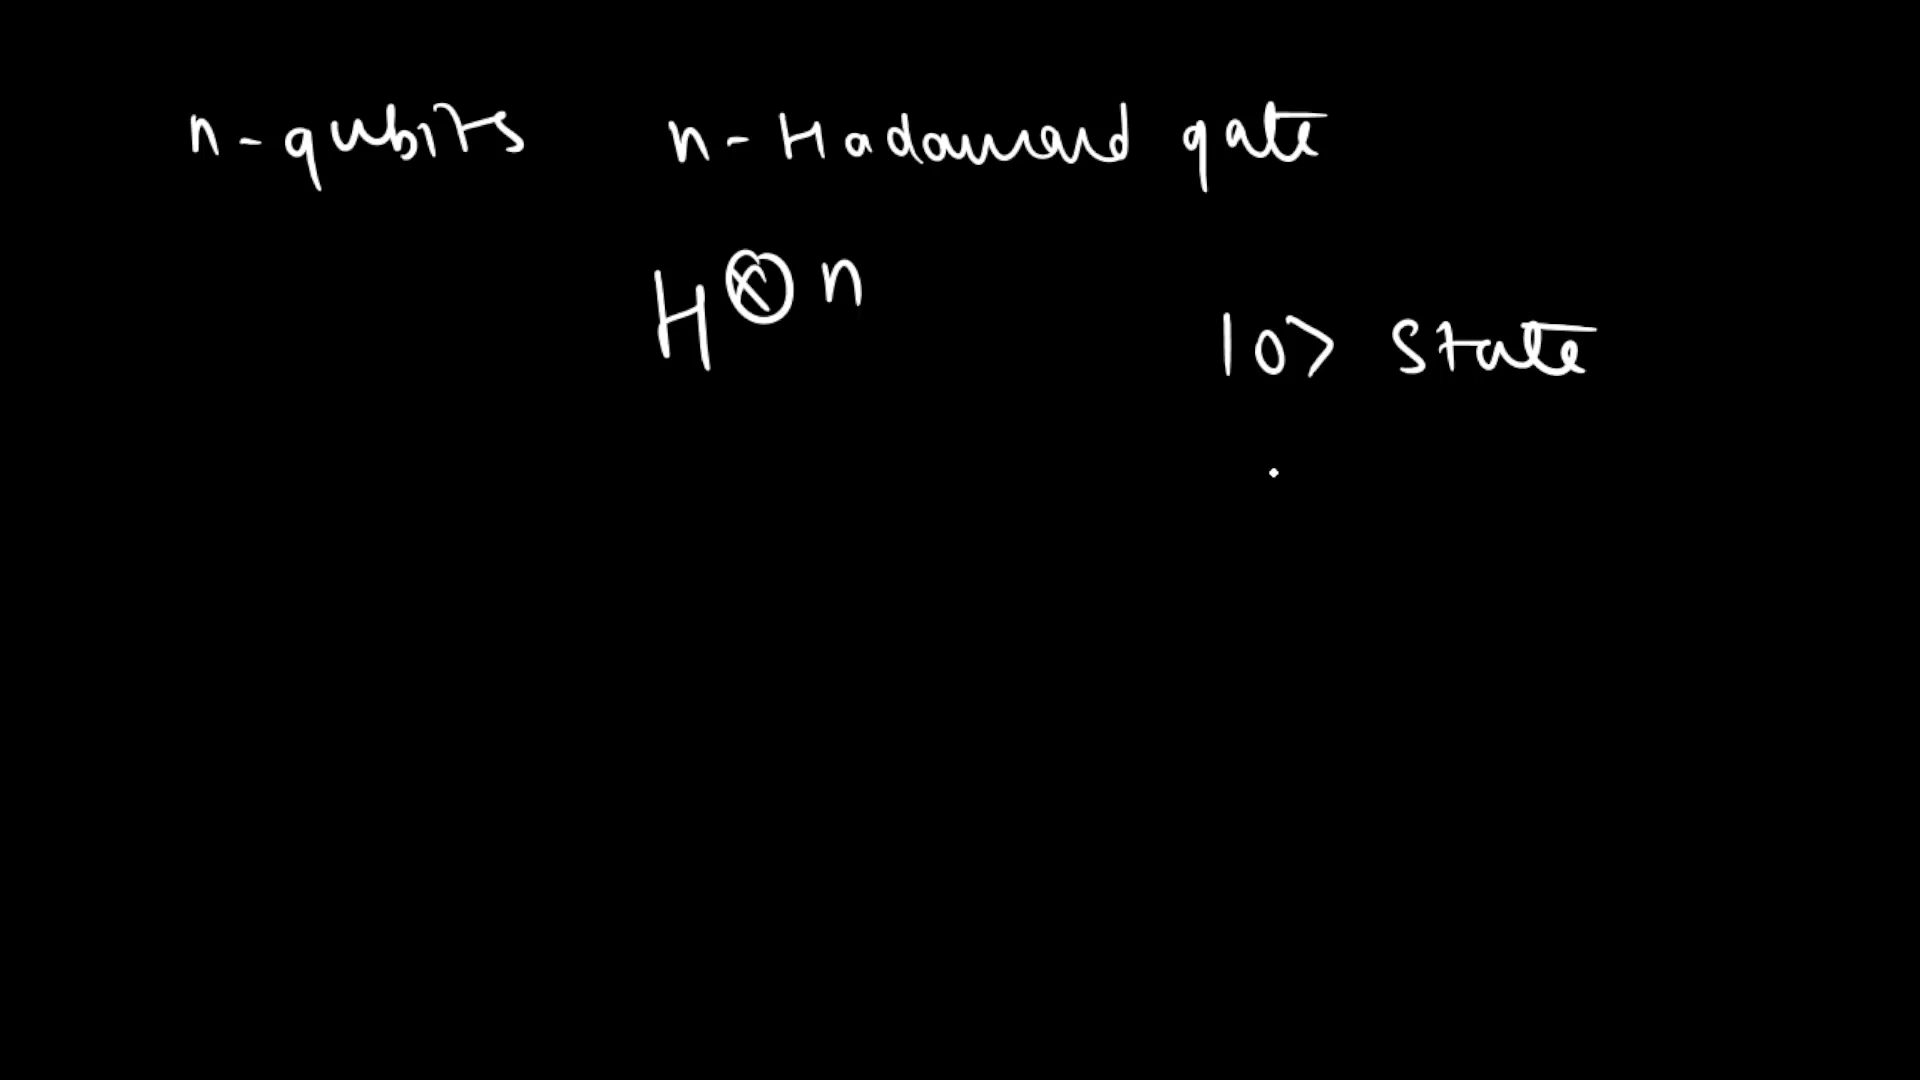 n-qubits n-Hadamard gate
H⊗n
|0> state